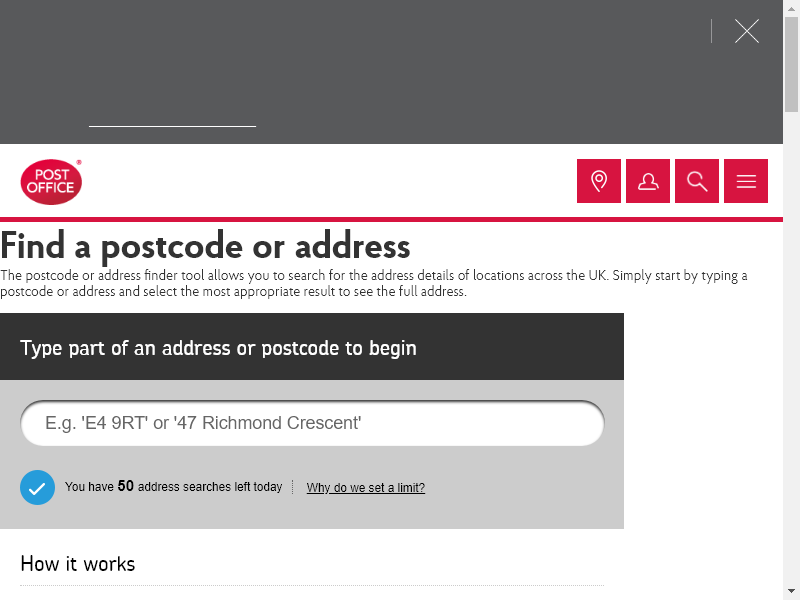 POST
OFFICE
Find a postcode or address
The postcode or address finder tool allows you to search for the address details of locations across the UK. Simply start by typing a
postcode or address and select the most appropriate result to see the full address.
Type part of an address or postcode to begin
E.g. 'E4 9RT' or '47 Richmond Crescent'
You have 50 address searches left today
Why do we set a limit?
How it works